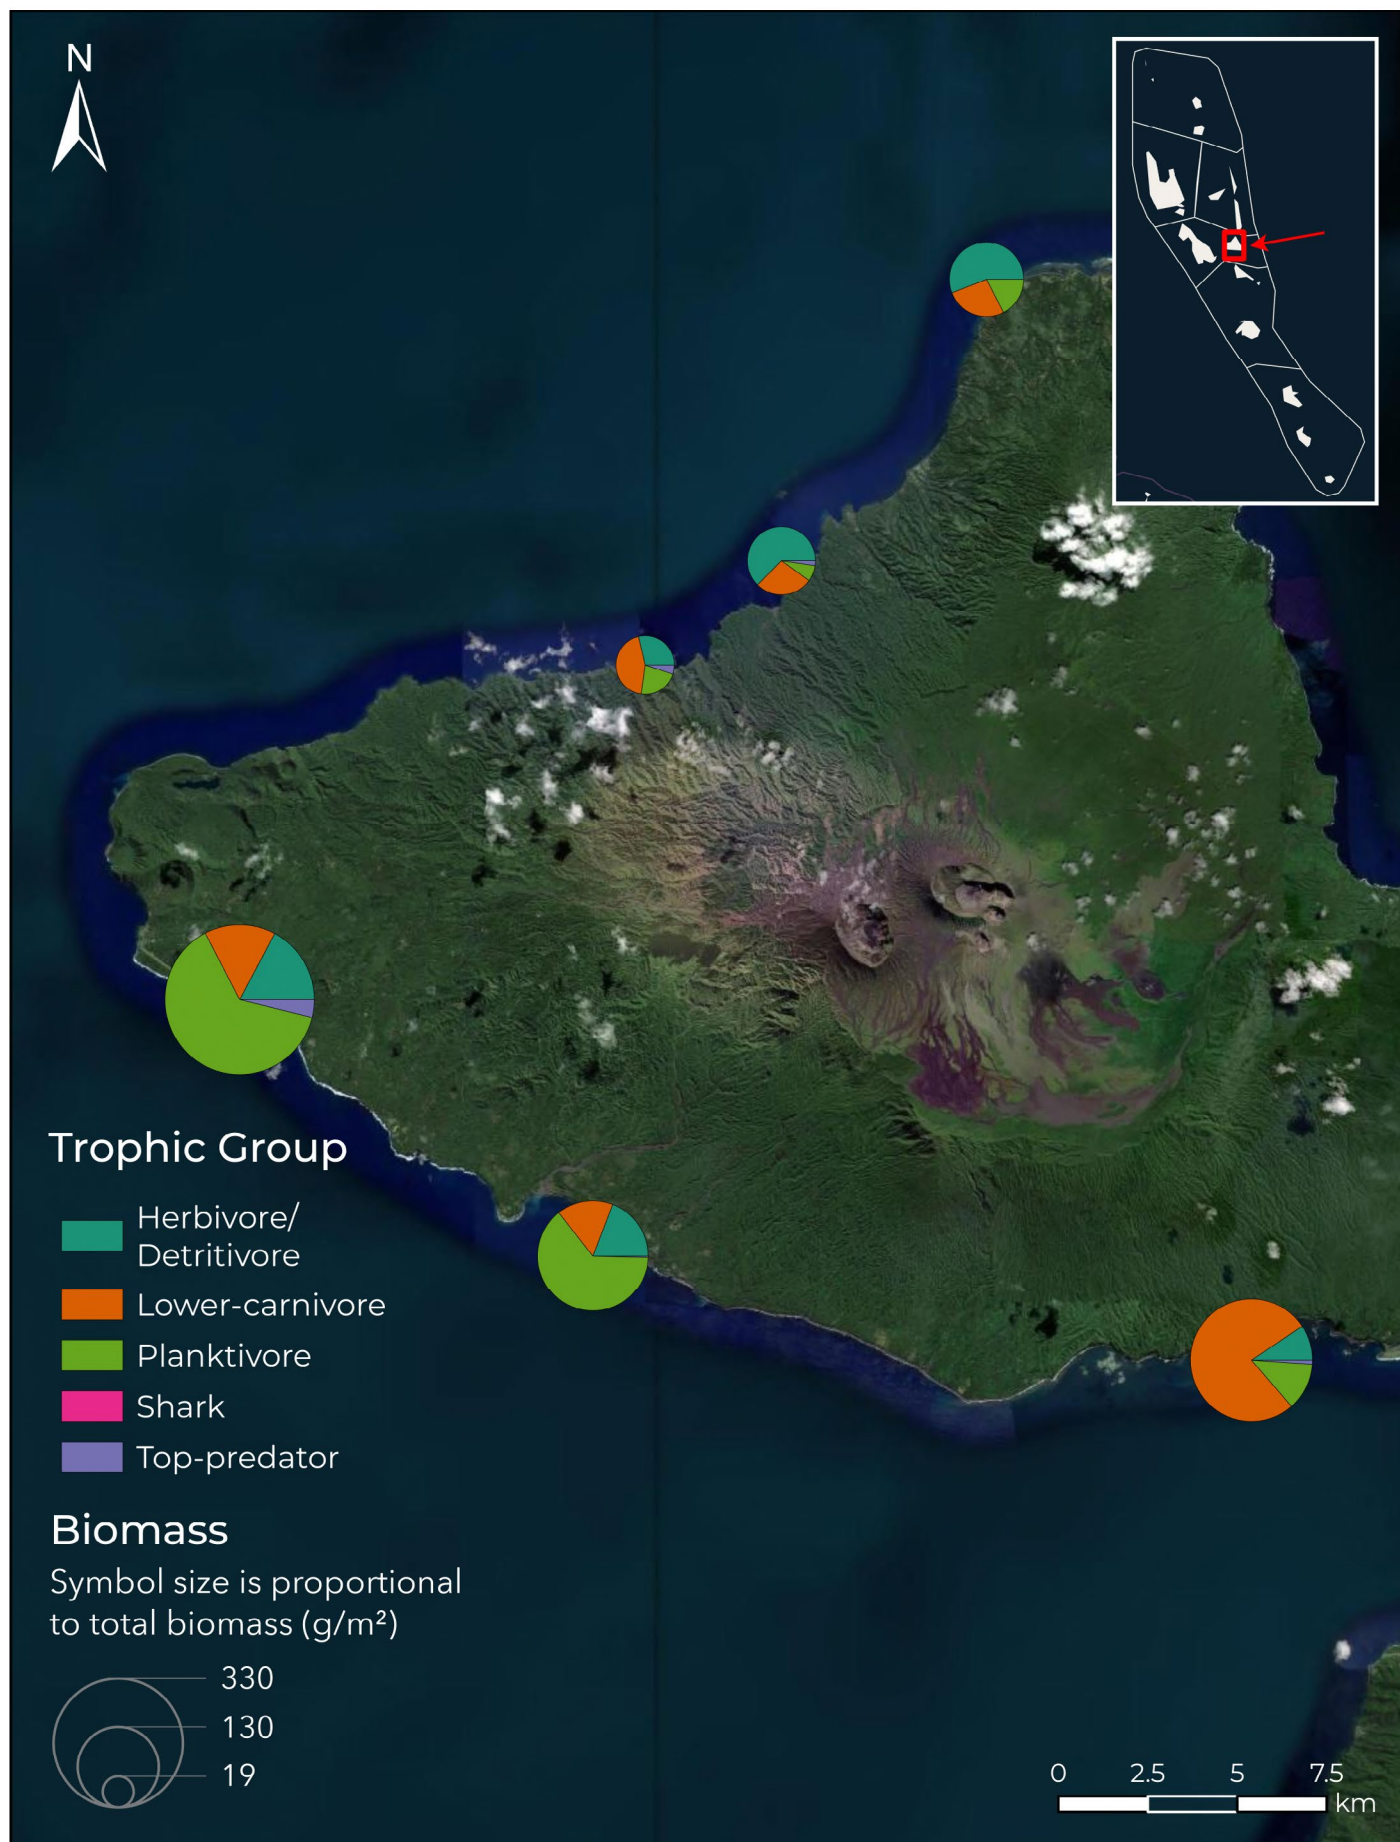 N
Trophic Group
Herbivore/
Detritivore
Lower-carnivore
Planktivore
Shark
Top-predator
Biomass
Symbol size is proportional
to total biomass (g/m²)
330
130
19
0 2.5 5 7.5
km